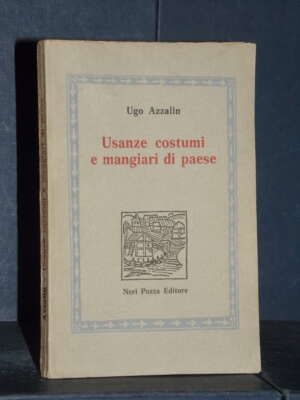 Ugo Azzalin
Usanze costumi
e mangiari di paese
Neri Pozza Editore